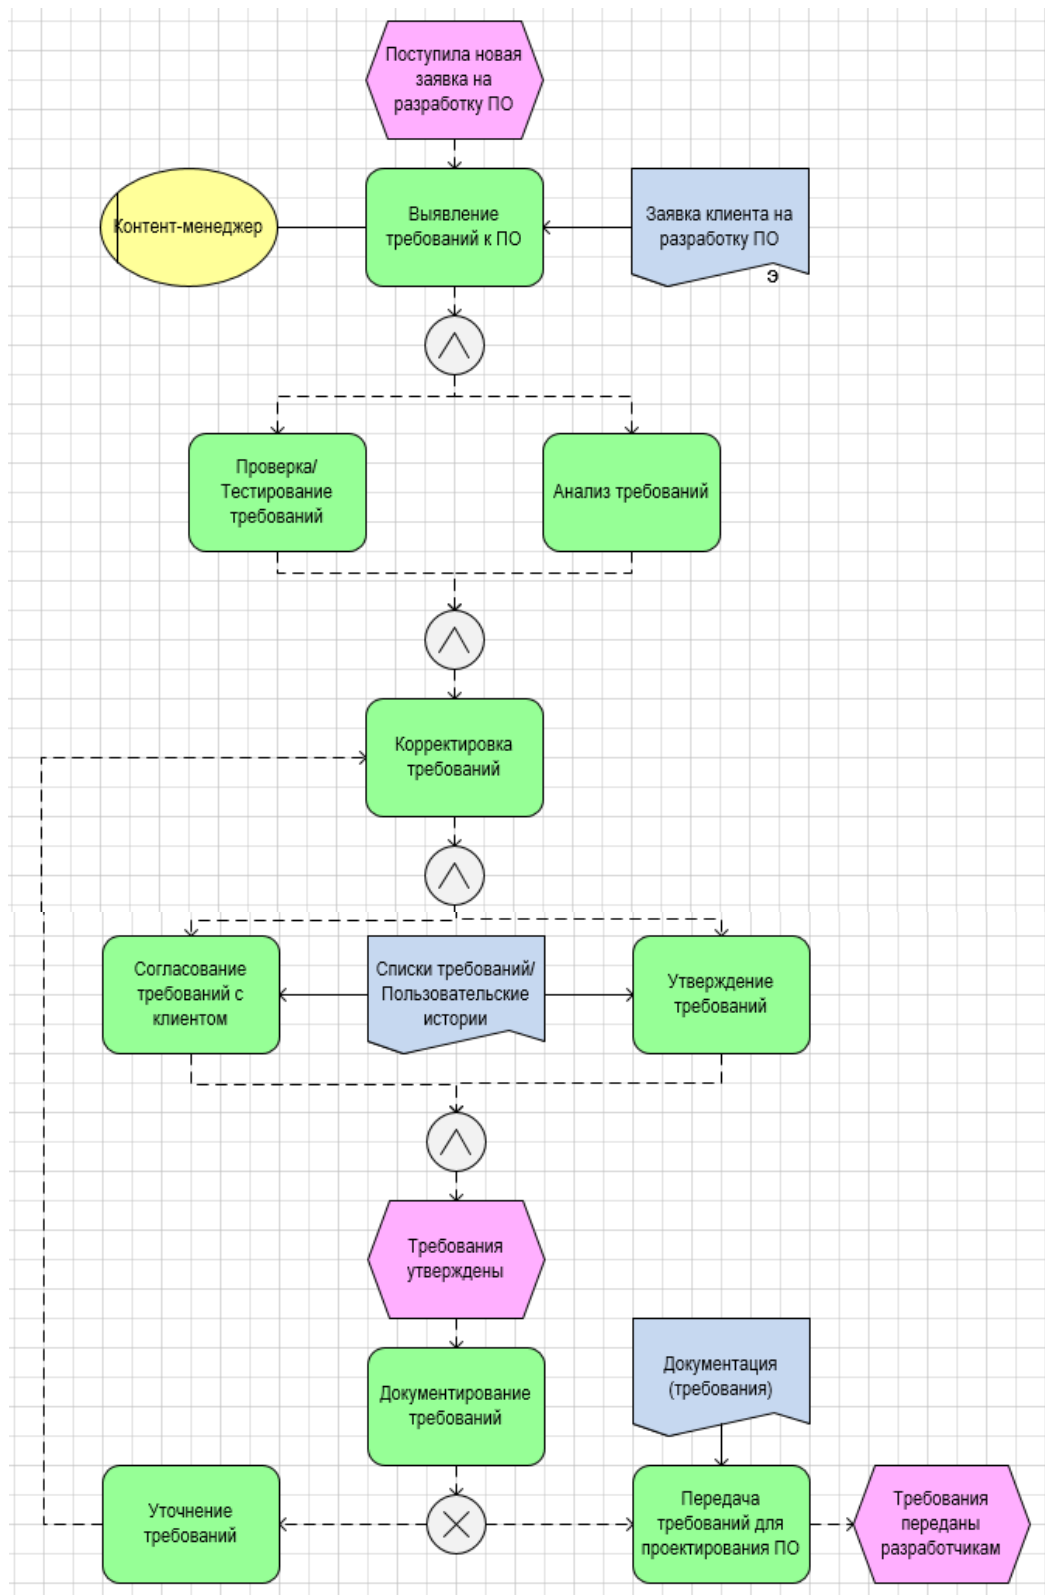 Поступила новая
заявка на
разработку ПО
Контент-менеджер
Выявление
требований к ПО
Заявка клиента на
разработку ПО
Э
Проверка/
Тестирование
требований
Анализ требований
Корректировка
требований
Согласование
требований с
клиентом
Списки требований/
Пользовательские
истории
Утверждение
требований
Требования
утверждены
Документирование
требований
Документация
(требования)
Уточнение
требований
Передача
требований для
проектирования ПО
Требования
переданы
разработчикам